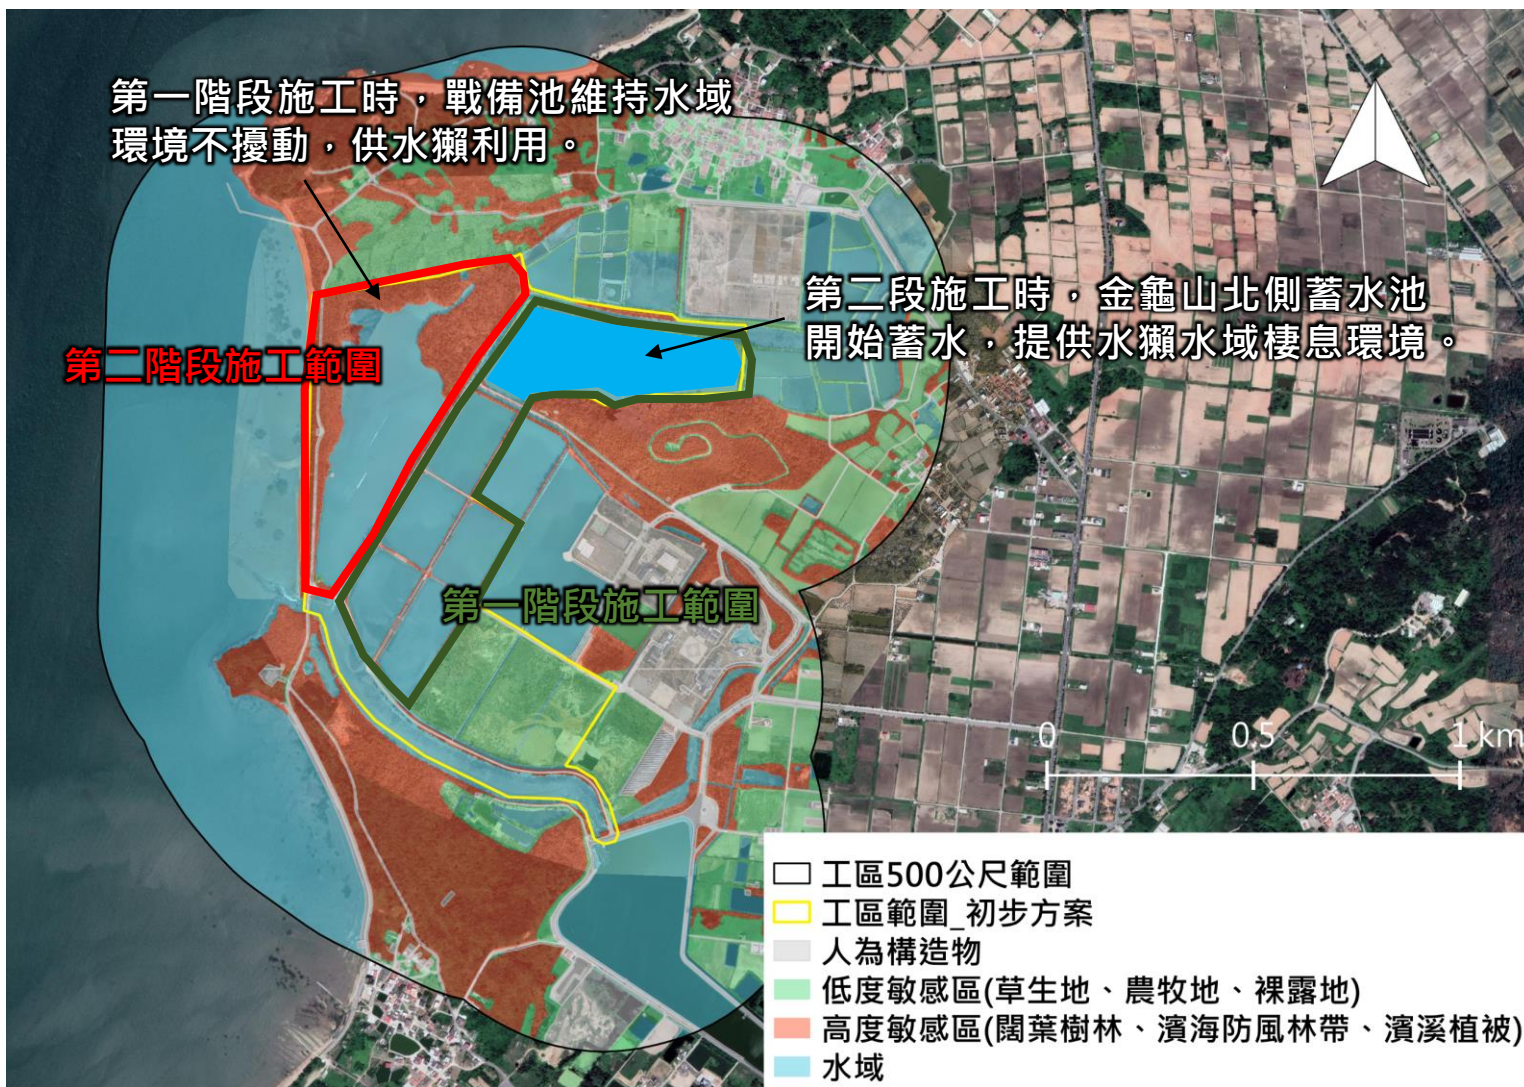 第一階段施工時，戰備池維持水域
環境不擾動，供水獺利用。
第二段施工時，金龜山北側蓄水池
開始蓄水，提供水獺水域棲息環境。
第二階段施工範圍
第一階段施工範圍
0 0.5 1 km
工區500公尺範圍
工區範圍_初步方案
人為構造物
低度敏感區(草生地、農牧地、裸露地)
高度敏感區(闊葉樹林、濱海防風林帶、濱溪植被)
水域